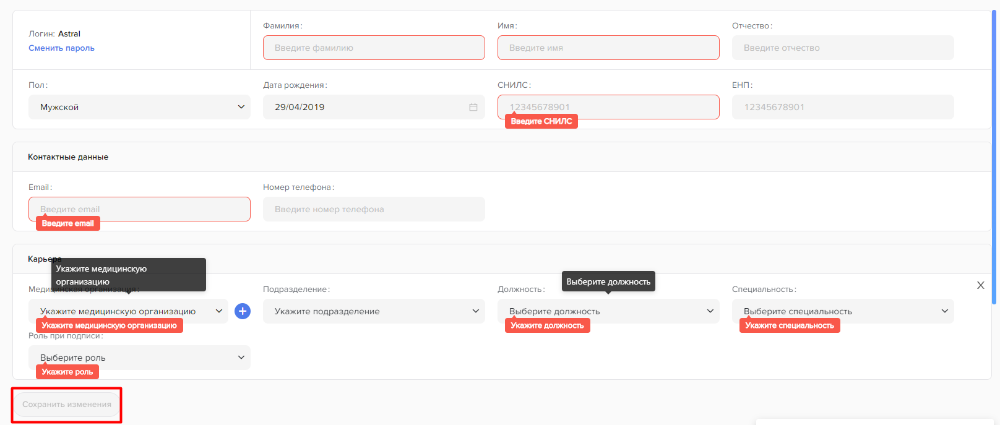 Логин: Astral
Сменить пароль
Фамилия:
Введите фамилию
Имя:
Введите имя
Отчество:
Введите отчество
Пол:
Мужской
Дата рождения:
29/04/2019
СНИЛС:
12345678901
Введите СНИЛС
ЕНП:
12345678901
Контактные данные
Email:
Введите email
Введите email
Номер телефона:
Введите номер телефона
Карьера
Укажите медицинскую
организацию
Медицинская организация:
Укажите медицинскую организацию
Укажите медицинскую организацию
Подразделение:
Укажите подразделение
Выберите должность
Должность:
Выберите должность
Укажите должность
Специальность:
Выберите специальность
Укажите специальность
X
Роль при подписи:
Выберите роль
Укажите роль
Сохранить изменения